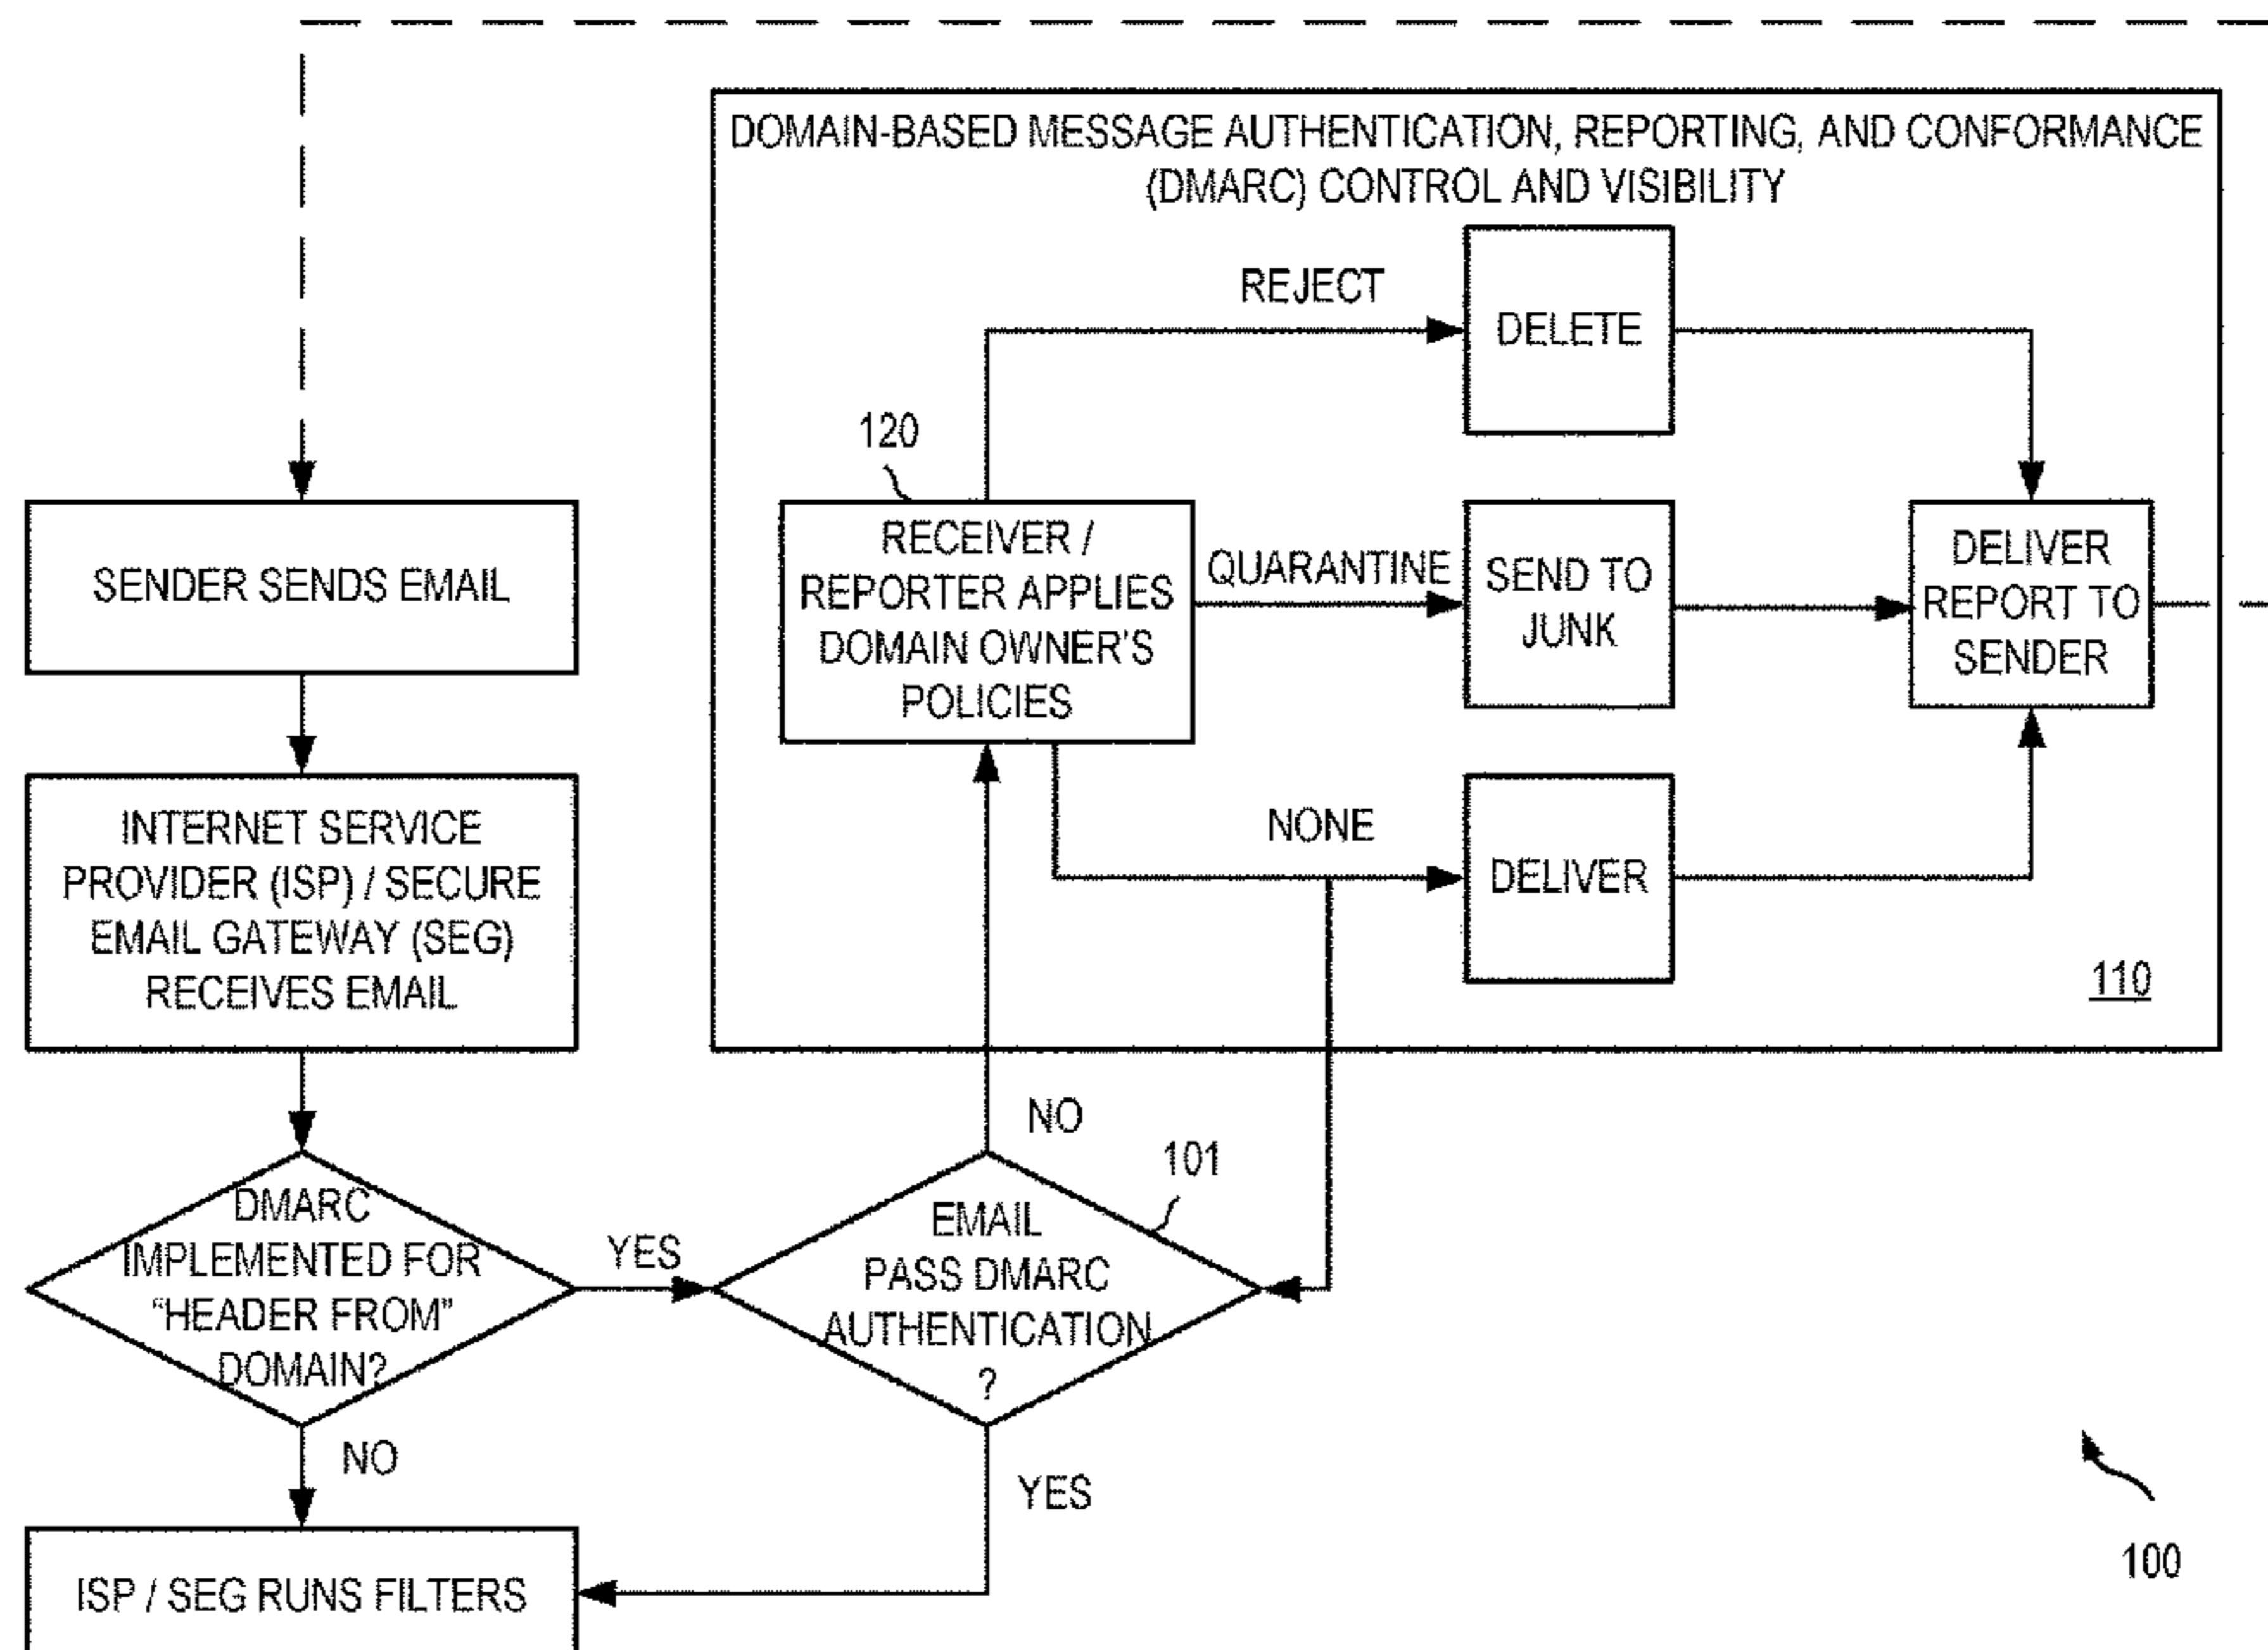 DOMAIN-BASED MESSAGE AUTHENTICATION, REPORTING, AND CONFORMANCE
(DMARC) CONTROL AND VISIBILITY
REJECT
DELETE
120
RECEIVER /
REPORTER APPLIES
DOMAIN OWNER'S
POLICIES
QUARANTINE
SEND TO
JUNK
DELIVER
REPORT TO
SENDER
NONE
DELIVER
110
SENDER SENDS EMAIL
INTERNET SERVICE
PROVIDER (ISP) / SECURE
EMAIL GATEWAY (SEG)
RECEIVES EMAIL
DMARC
IMPLEMENTED FOR
"HEADER FROM"
DOMAIN?
YES
NO
NO
101
EMAIL
PASS DMARC
AUTHENTICATION
?
YES
ISP / SEG RUNS FILTERS
100